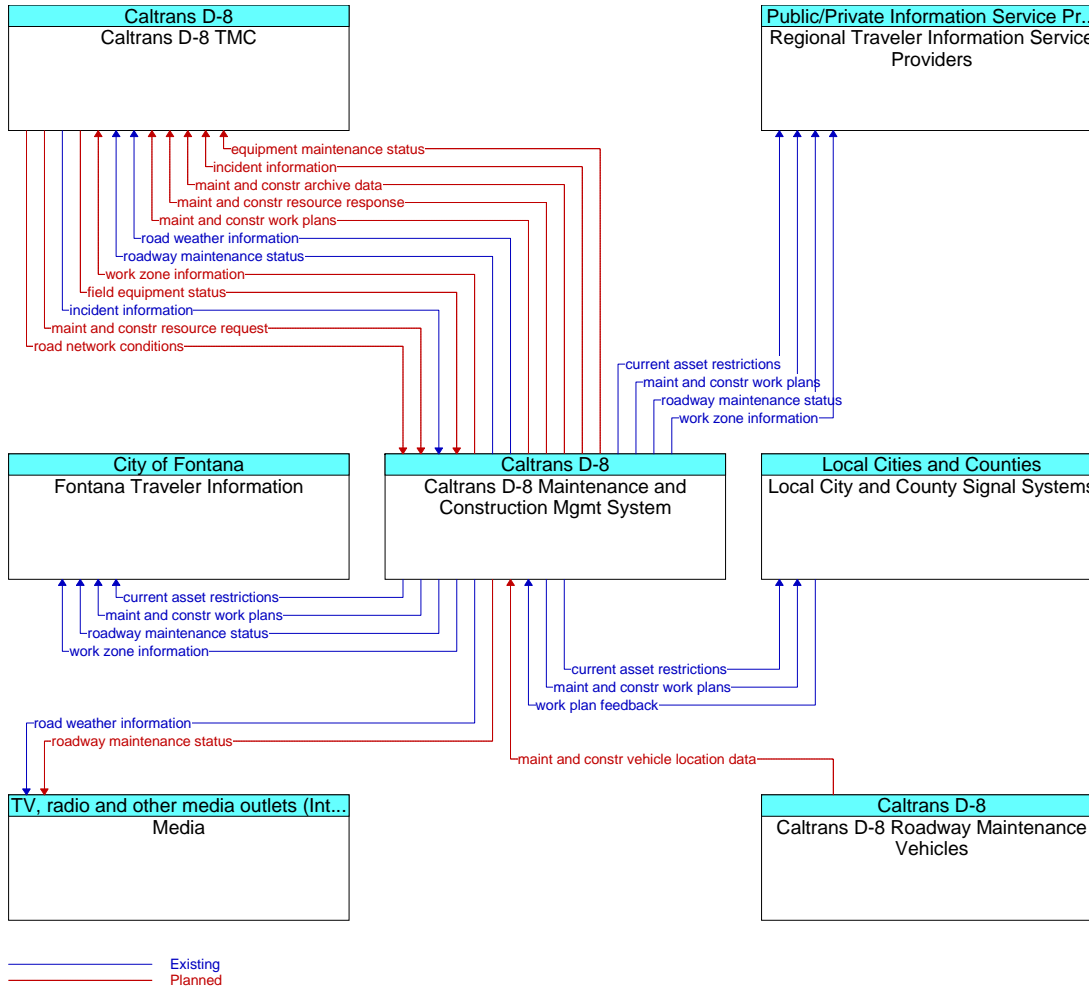 Caltrans D-8
Caltrans D-8 TMC
Public/Private Information Service Pr...
Regional Traveler Information Service
Providers
equipment maintenance status
incident information
maint and constr archive data
maint and constr resource response
maint and constr work plans
road weather information
roadway maintenance status
work zone information
field equipment status
incident information
maint and constr resource request
road network conditions
current asset restrictions
maint and constr work plans
roadway maintenance status
work zone information
City of Fontana
Fontana Traveler Information
Caltrans D-8
Caltrans D-8 Maintenance and
Construction Mgmt System
Local Cities and Counties
Local City and County Signal Systems
current asset restrictions
maint and constr work plans
roadway maintenance status
work zone information
current asset restrictions
maint and constr work plans
work plan feedback
road weather information
roadway maintenance status
maint and constr vehicle location data
TV, radio and other media outlets (Int...
Media
Caltrans D-8
Caltrans D-8 Roadway Maintenance
Vehicles
Existing
Planned